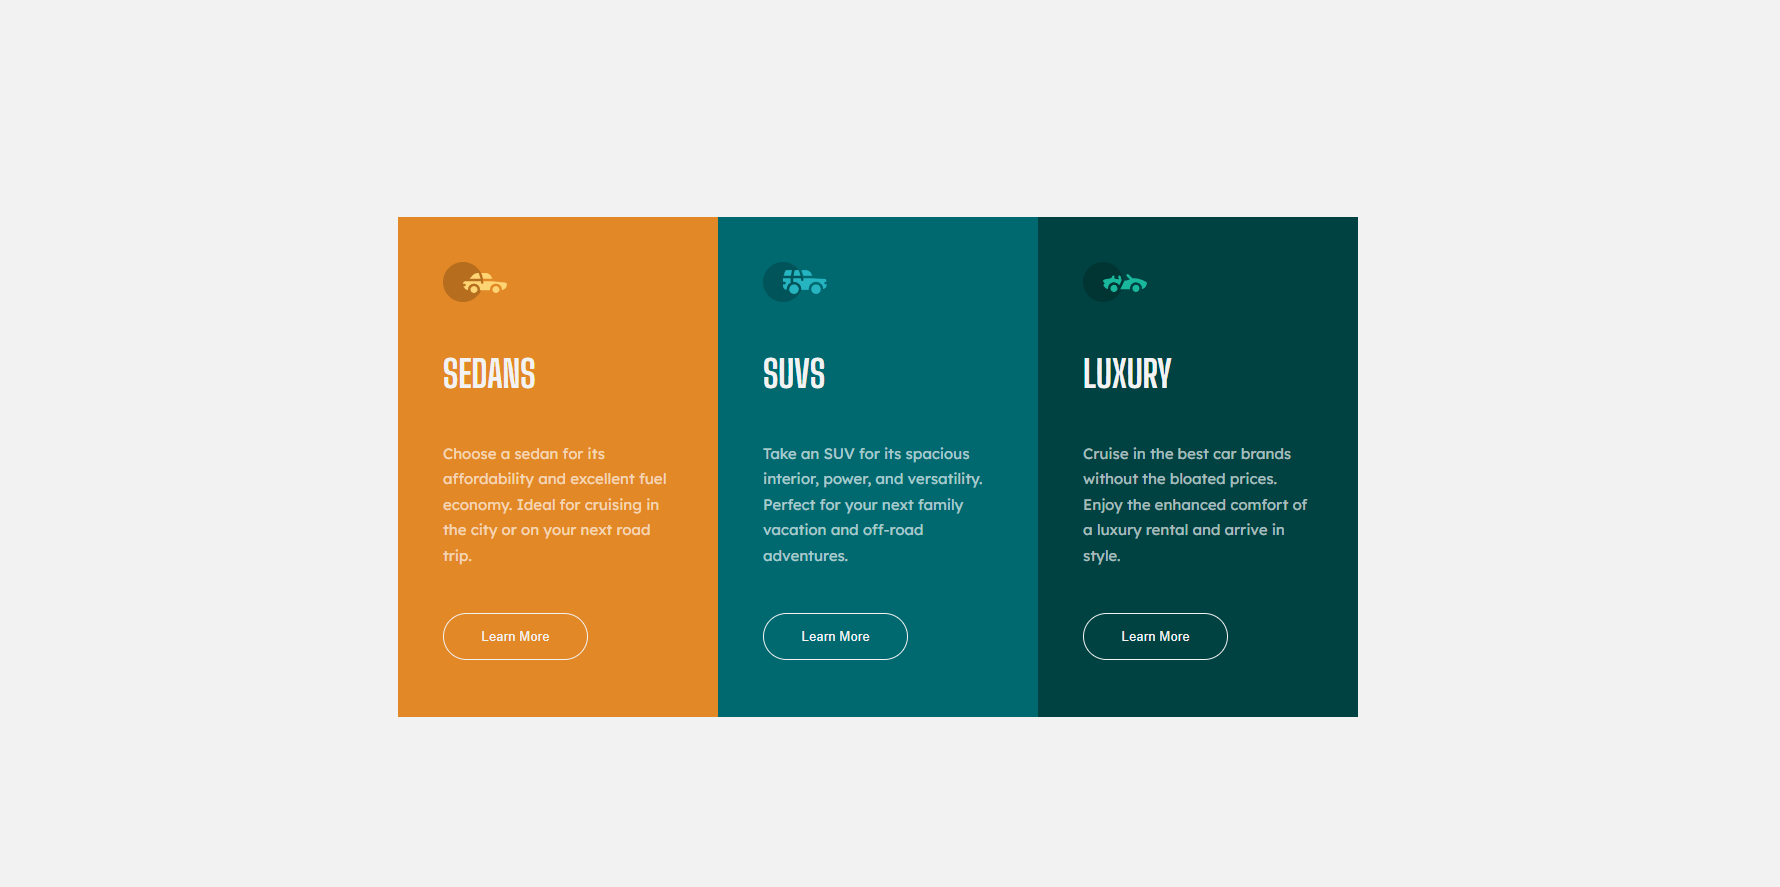 SEDANS
Choose a sedan for its
affordability and excellent fuel
economy. Ideal for cruising in
the city or on your next road
trip.
Learn More
SUVS
Take an SUV for its spacious
interior, power, and versatility.
Perfect for your next family
vacation and off-road
adventures.
Learn More
LUXURY
Cruise in the best car brands
without the bloated prices.
Enjoy the enhanced comfort of
a luxury rental and arrive in
style.
Learn More